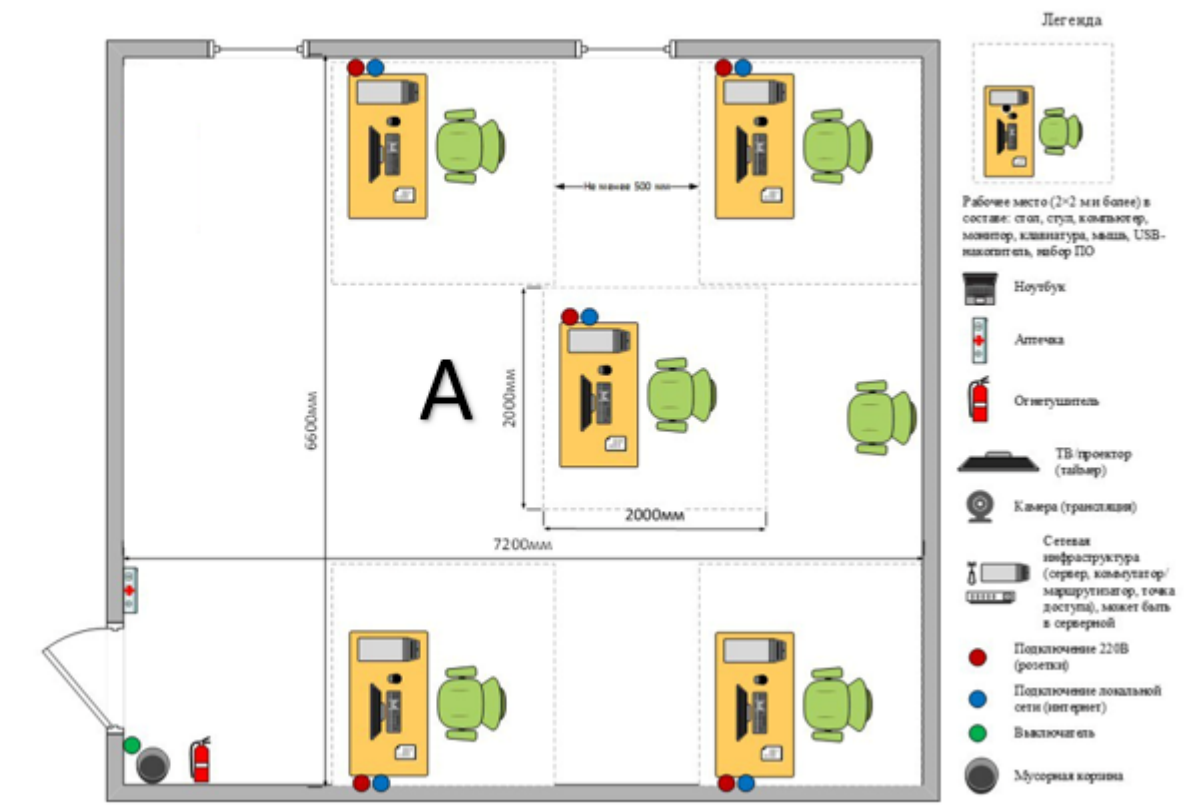 Легенда
Не менее 500 мм
Рабочее место (2×2 м и более) в
составе: стол, стул, компьютер,
монитор, клавиатура, мышь, USB-
накопитель, набор ПО
Ноутбук
Аптечка
A
2000мм
6600мм
Огнетушитель
ТВ/проектор
(таймер)
Камера (трансляция)
2000мм
7200мм
Сетевая
инфраструктура
(сервер, коммутатор/
маршрутизатор, точка
доступа), может быть
в серверной
Подключение 220В
(розетки)
Подключение локальной
сети (интернет)
Выключатель
Мусорная корзина